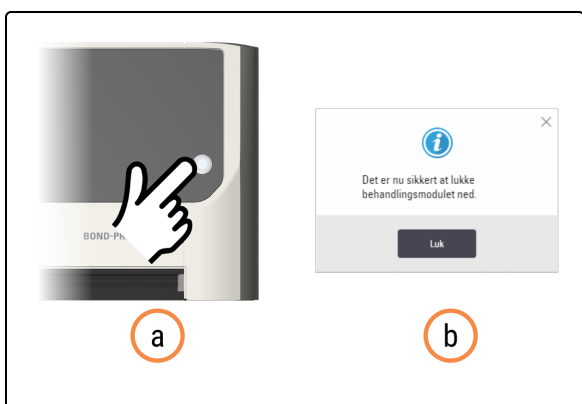 BOND-PR
Det er nu sikkert at lukke
behandlingsmodulet ned.
Luk
a
b